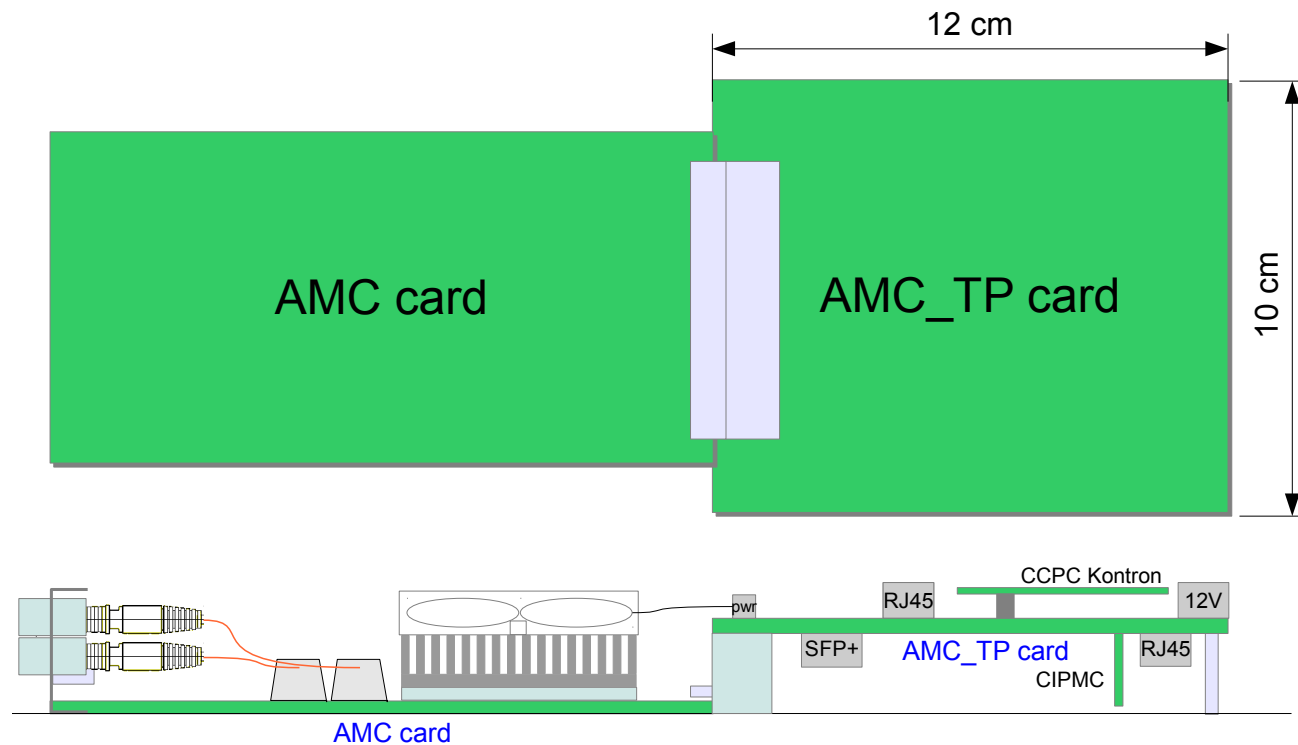 12 cm
AMC card
AMC_TP card
10 cm
CCPC Kontron
pwr
RJ45
12V
SFP+
AMC_TP card
RJ45
CIPMC
AMC card